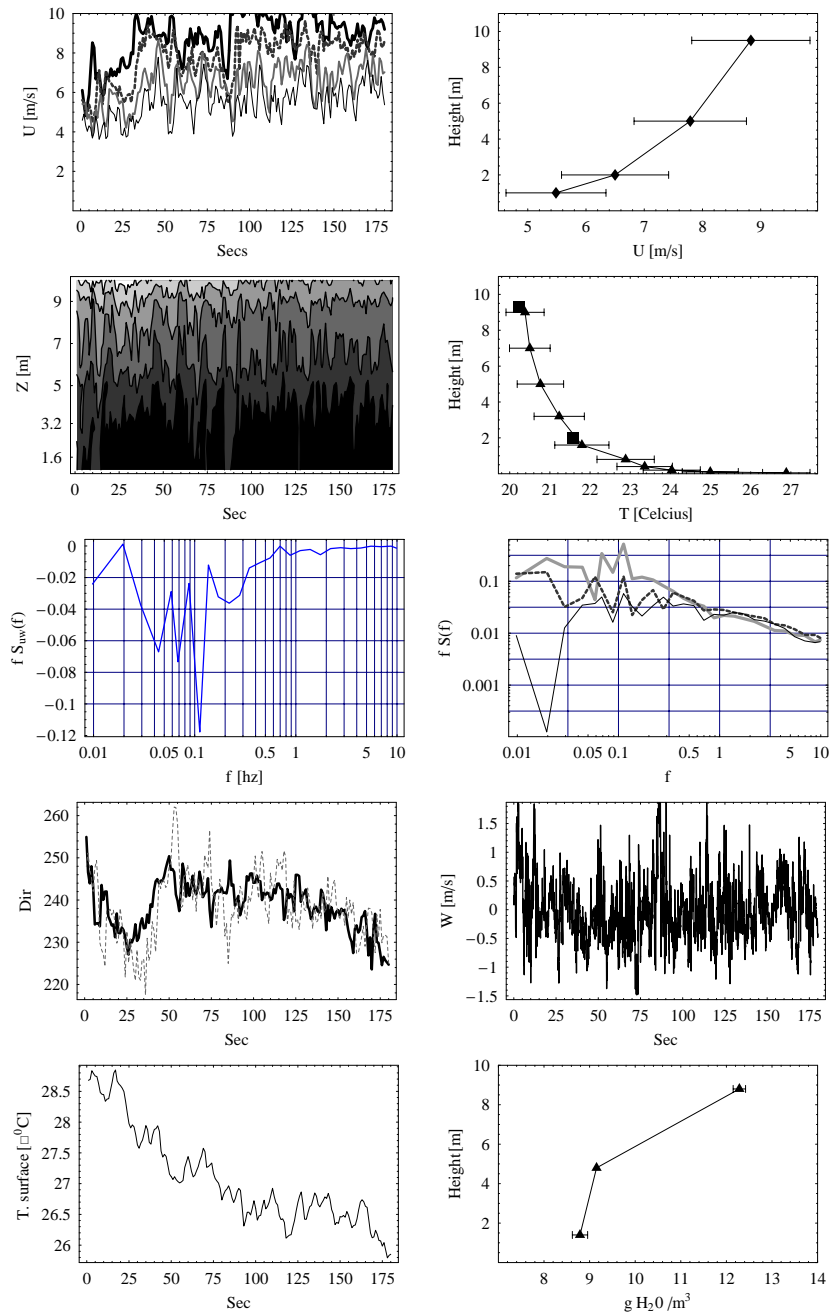 10
8
6
4
2
0 25 50 75 100 125 150 175
Secs
U [m/s]
10
8
6
4
2
5 6 7 8 9
U [m/s]
Height [m]
9
7
5
3.2
1.6
0 25 50 75 100 125 150 175
Sec
Z [m]
10
8
6
4
2
20 21 22 23 24 25 26 27
T [Celcius]
Height [m]
0
−0.02
−0.04
−0.06
−0.08
−0.1
−0.12
0.01 0.05 0.1 0.5 1 5 10
f [hz]
f Suw(f)
0.1
0.01
0.001
0.01 0.05 0.1 0.5 1 5 10
f
f S(f)
260
250
240
230
220
0 25 50 75 100 125 150 175
Sec
Dir
1.5
1
0.5
0
−0.5
−1
−1.5
0 25 50 75 100 125 150 175
Sec
W [m/s]
28.5
28
27.5
27
26.5
26
0 25 50 75 100 125 150 175
Sec
T. surface [□⁰C]
10
8
6
4
2
8 9 10 11 12 13 14
g H₂0 /m³
Height [m]